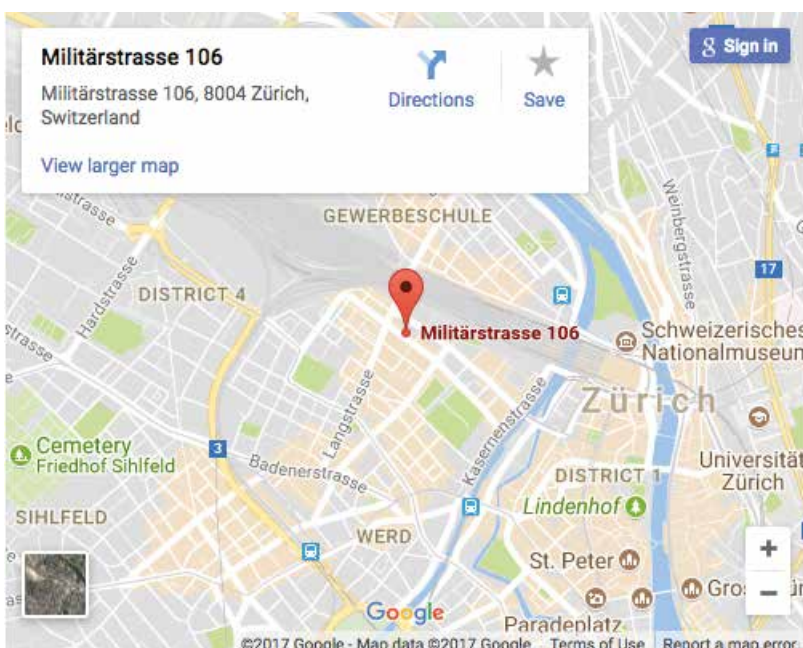 Militärstrasse 106
Militärstrasse 106, 8004 Zürich,
Switzerland
View larger map
Directions
Save
Sign in
GEWERBESCHULE
Weinbergstrasse
17
DISTRICT 4
Hardstrasse
Militärstrasse 106
Schweizerisches
Nationalmuseum
Zürich
Langstrasse
Kasernenstrasse
Cemetery
Friedhof Sihlfeld
3
Badenerstrasse
DISTRICT 1
Universität
Zürich
Lindenhof
SIHLFELD
WERD
St. Peter
Google
Paradeplatz
+
−
©2017 Google - Map data ©2017 Google
Terms of Use
Report a map error